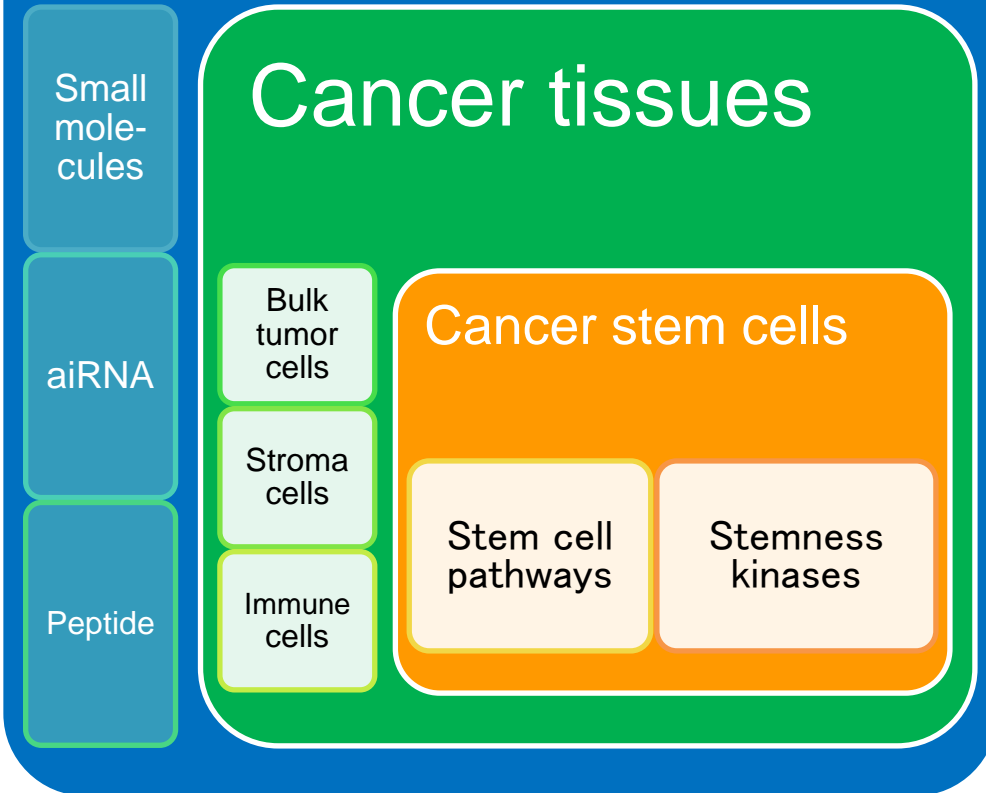 Small
mole-
cules
aiRNA
Peptide
Cancer tissues
Bulk
tumor
cells
Stroma
cells
Immune
cells
Cancer stem cells
Stem cell
pathways
Stemness
kinases